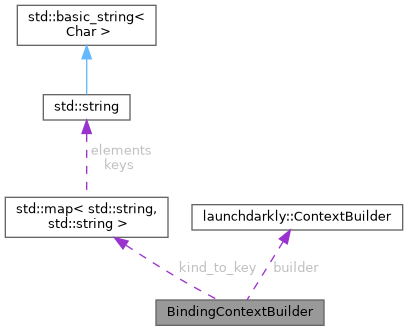 std::basic_string<
Char >
std::string
elements
keys
std::map< std::string,
std::string >
launchdarkly::ContextBuilder
kind_to_key
builder
BindingContextBuilder